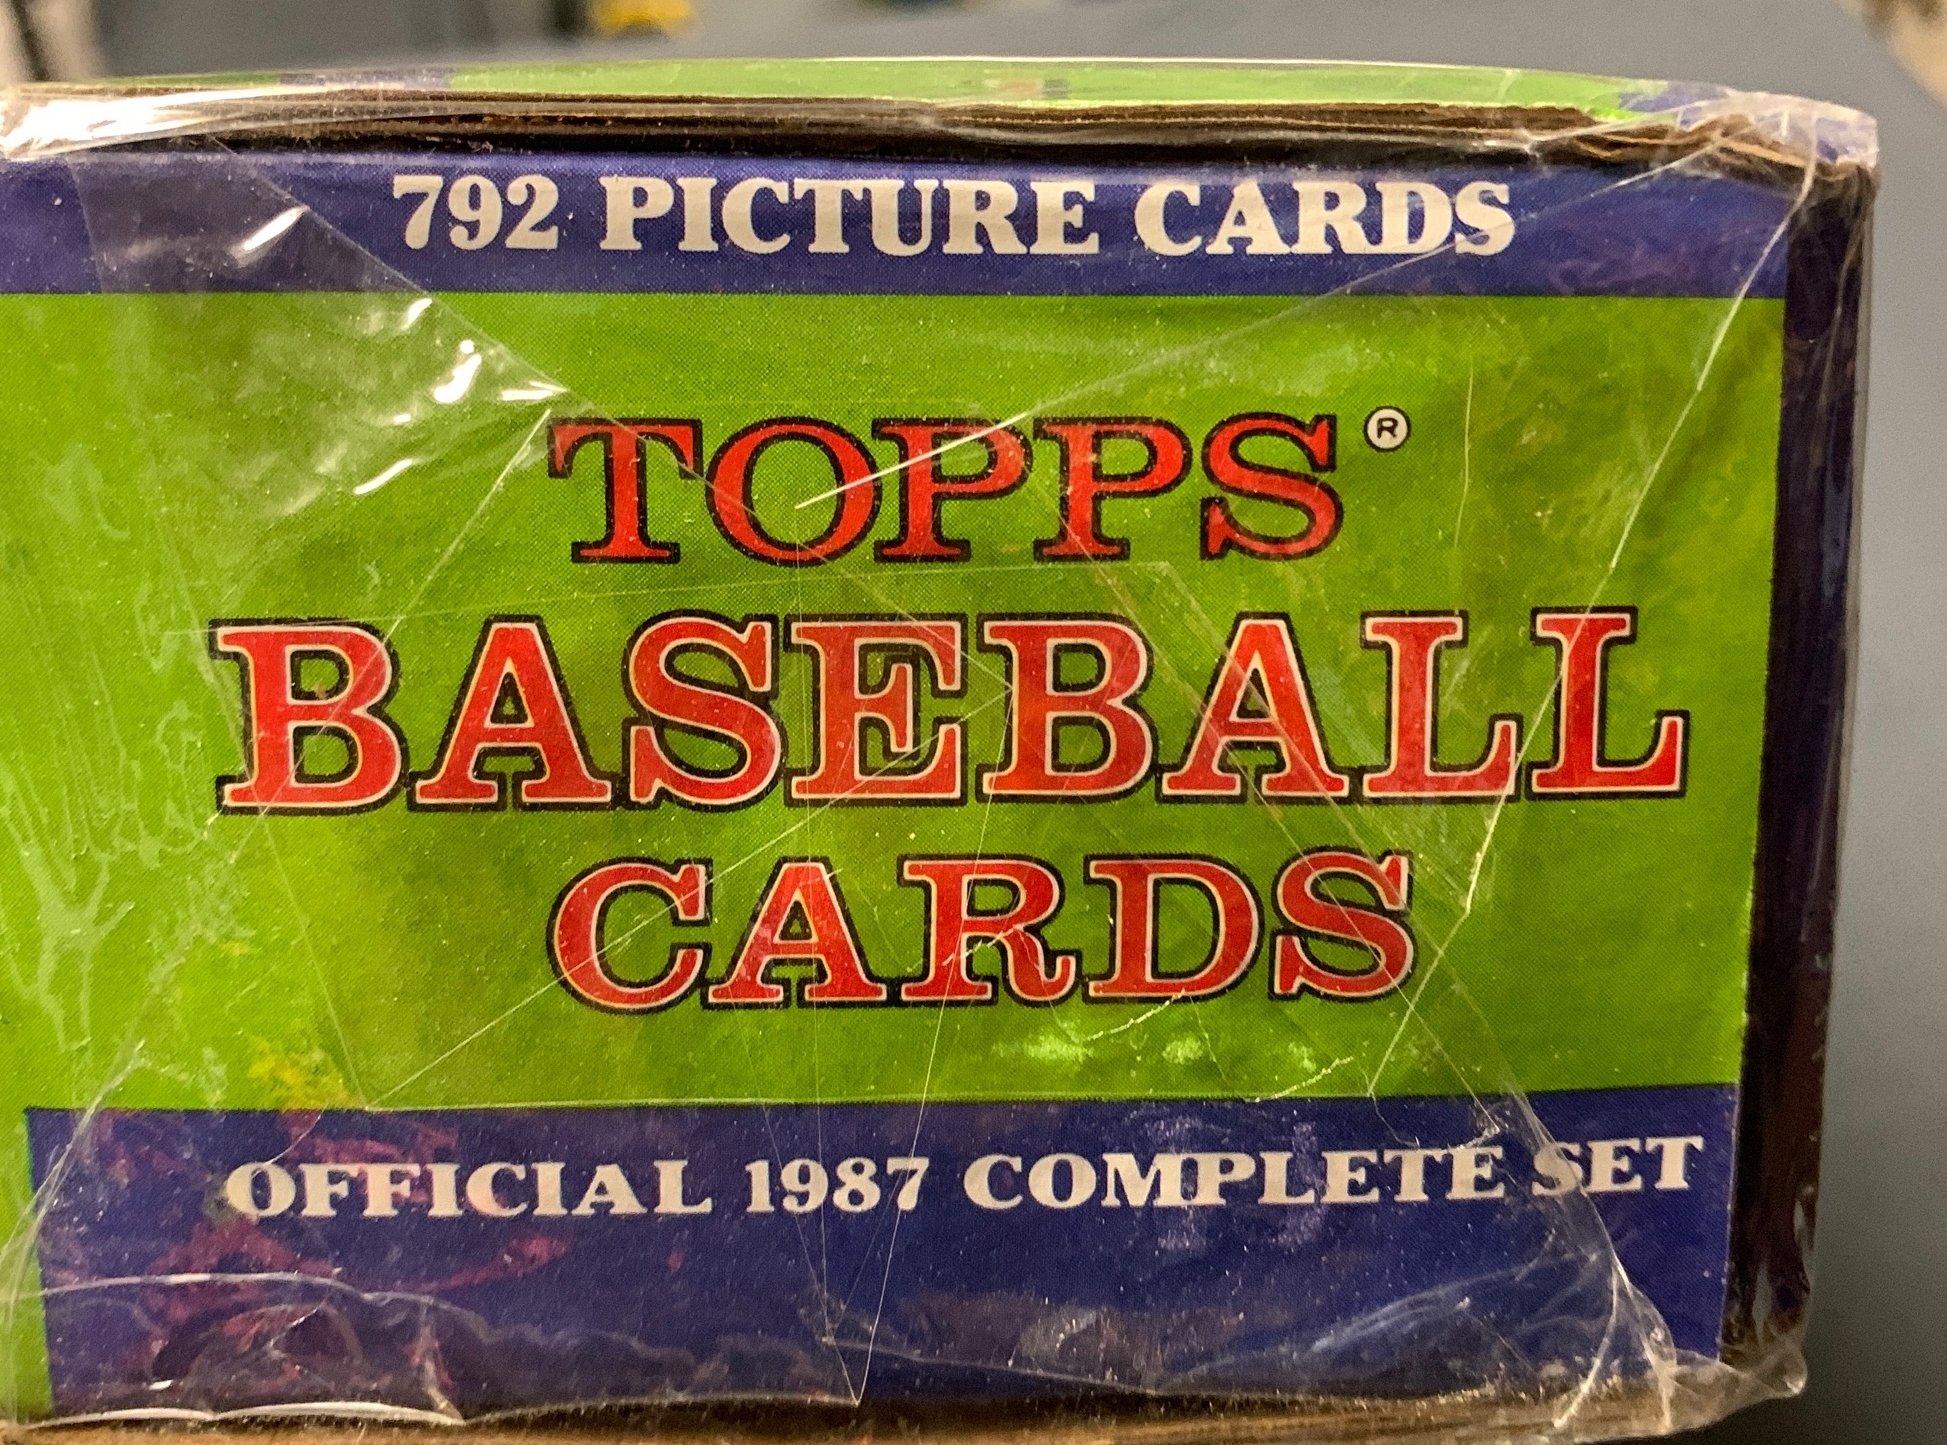 792 PICTURE CARDS
TOPPS®
BASEBALL
CARDS
OFFICIAL 1987 COMPLETE SET